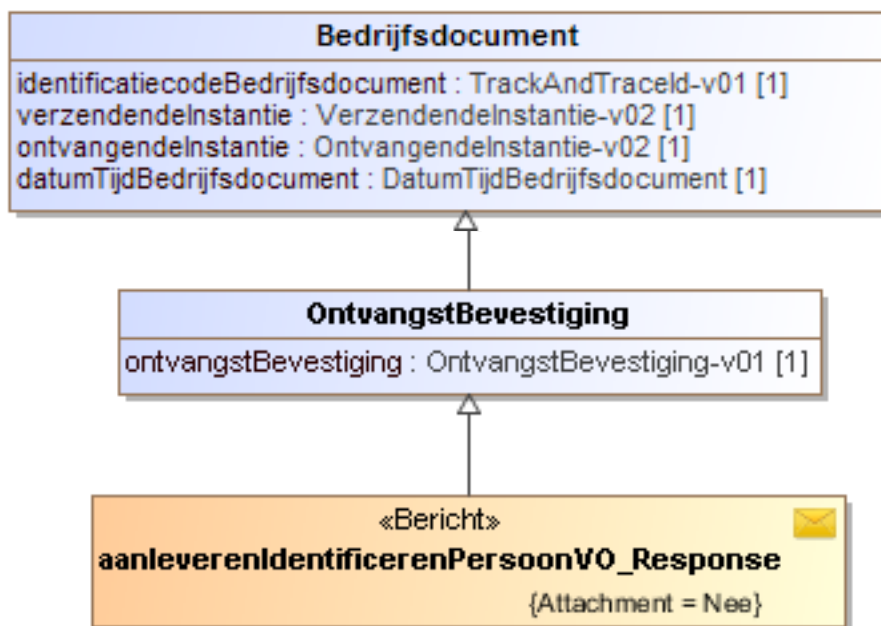 Bedrijfsdocument
identificatiecodeBedrijfsdocument : TrackAndTraceId-v01 [1]
verzendendeInstantie : VerzendendeInstantie-v02 [1]
ontvangendeInstantie : OntvangendeInstantie-v02 [1]
datumTijdBedrijfsdocument : DatumTijdBedrijfsdocument [1]
OntvangstBevestiging
ontvangstBevestiging : OntvangstBevestiging-v01 [1]
«Bericht»
aanleverenIdentificerenPersoonVO_Response
{Attachment = Nee}